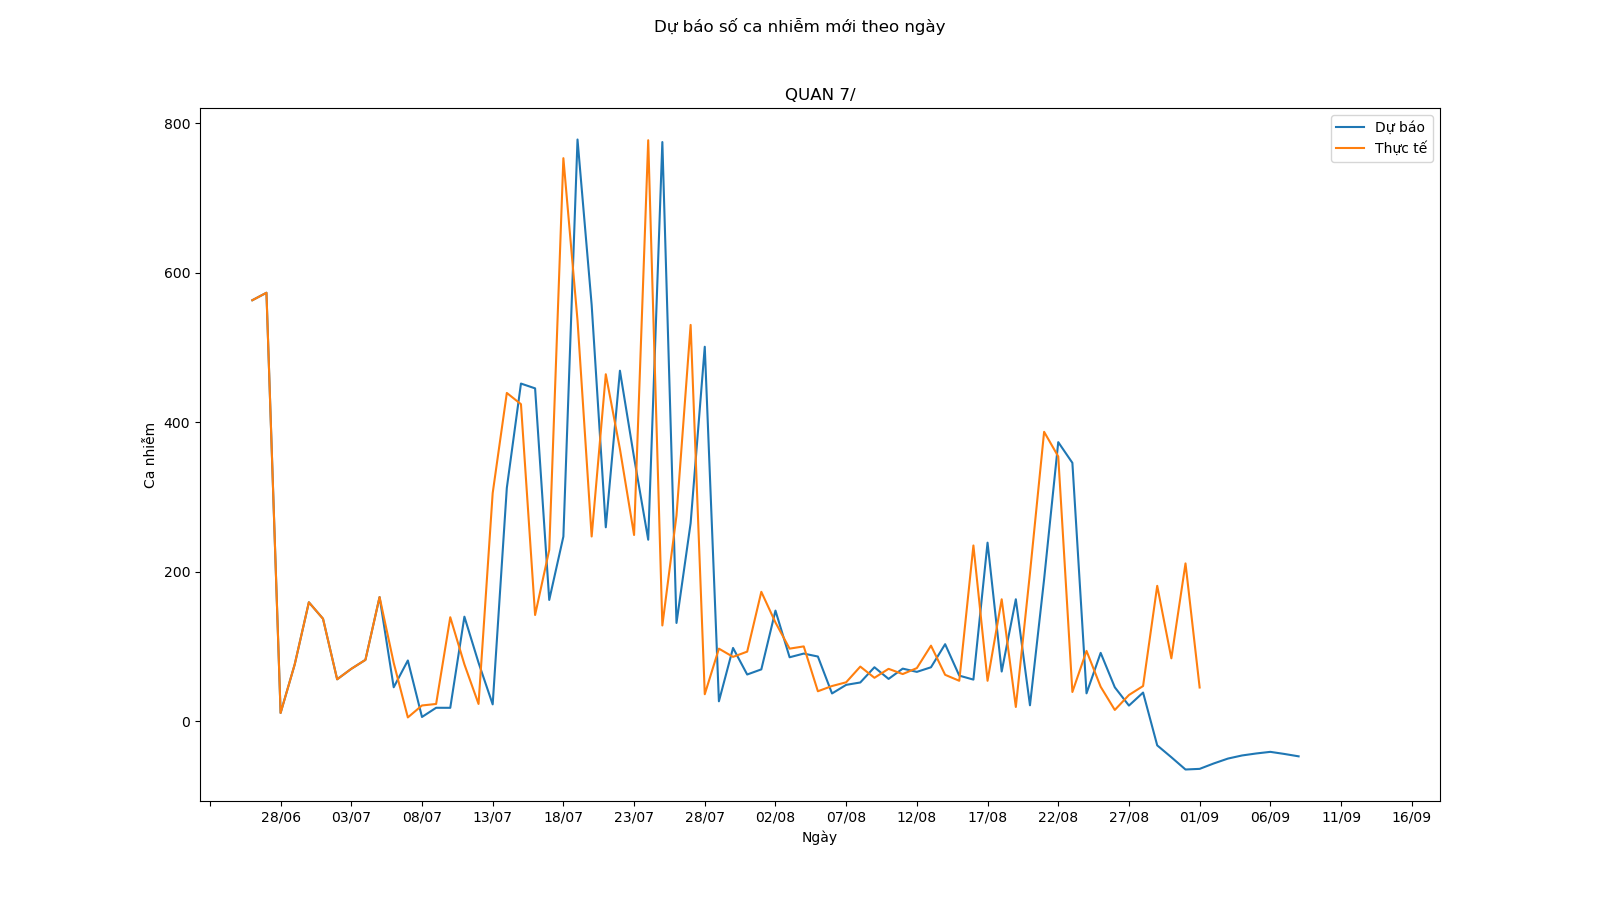 Dự báo số ca nhiễm mới theo ngày
QUAN 7/
Dự báo
Thực tế
800
600
400
200
0
Ca nhiễm
28/06 03/07 08/07 13/07 18/07 23/07 28/07 02/08 07/08 12/08 17/08 22/08 27/08 01/09 06/09 11/09 16/09
Ngày